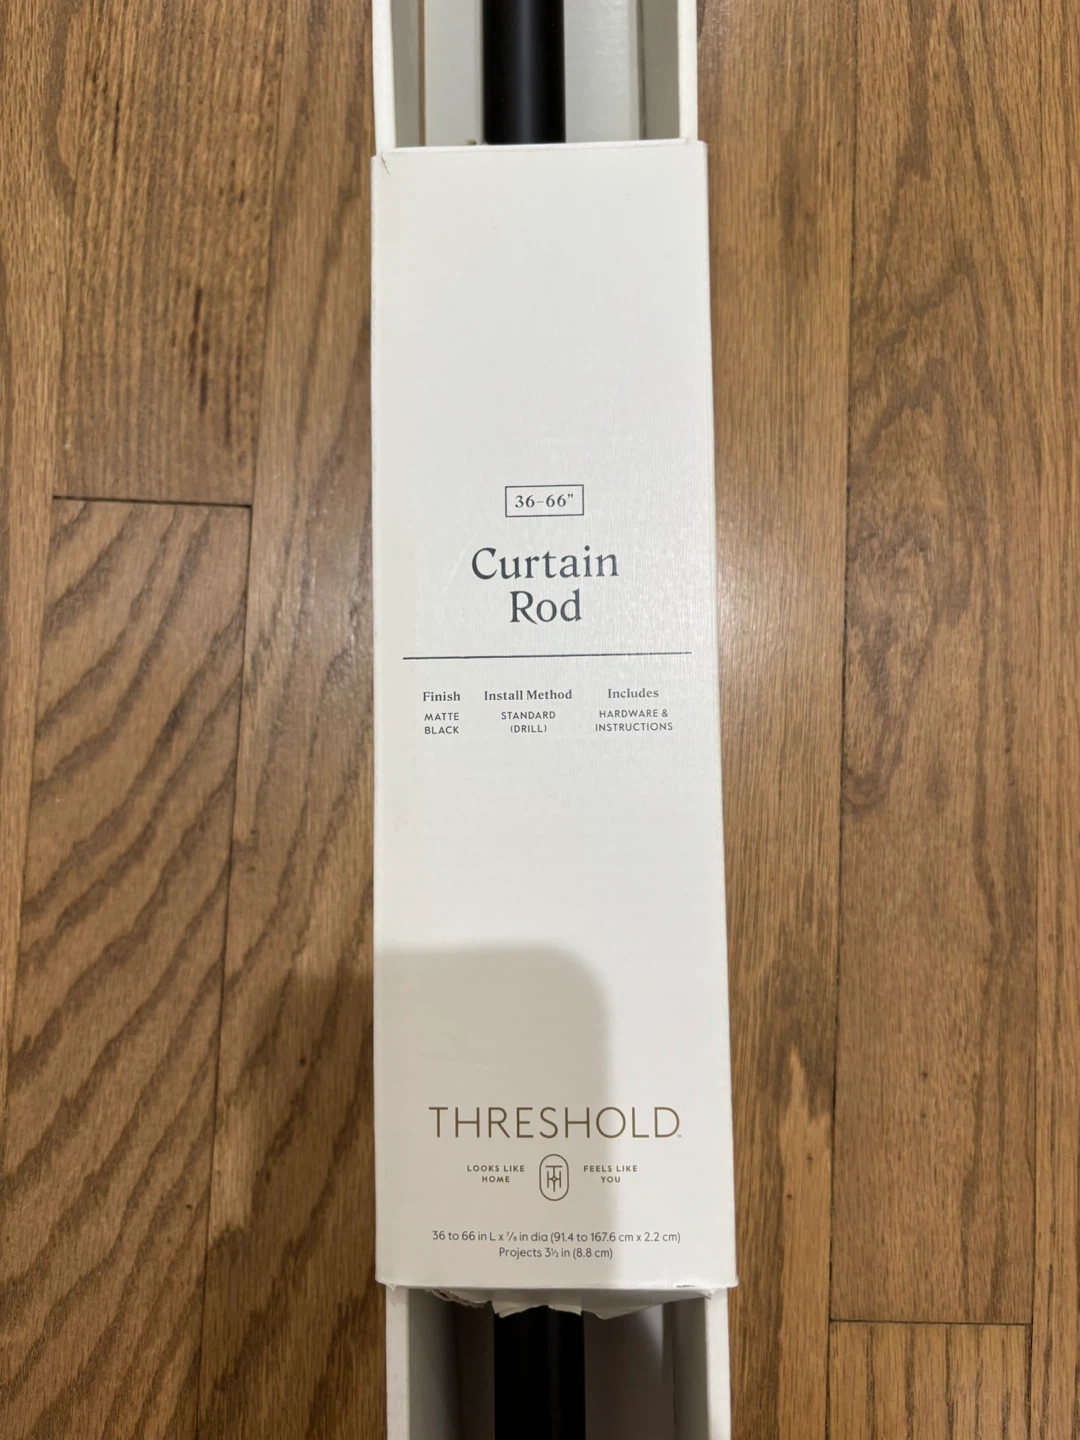 36–66"
Curtain
Rod
Finish Install Method Includes
MATTE STANDARD HARDWARE &
BLACK (DRILL) INSTRUCTIONS
THRESHOLD™
LOOKS LIKE FEELS LIKE
HOME YOU
36 to 66 in L x ⅞ in dia (91.4 to 167.6 cm x 2.2 cm)
Projects 3½ in (8.8 cm)